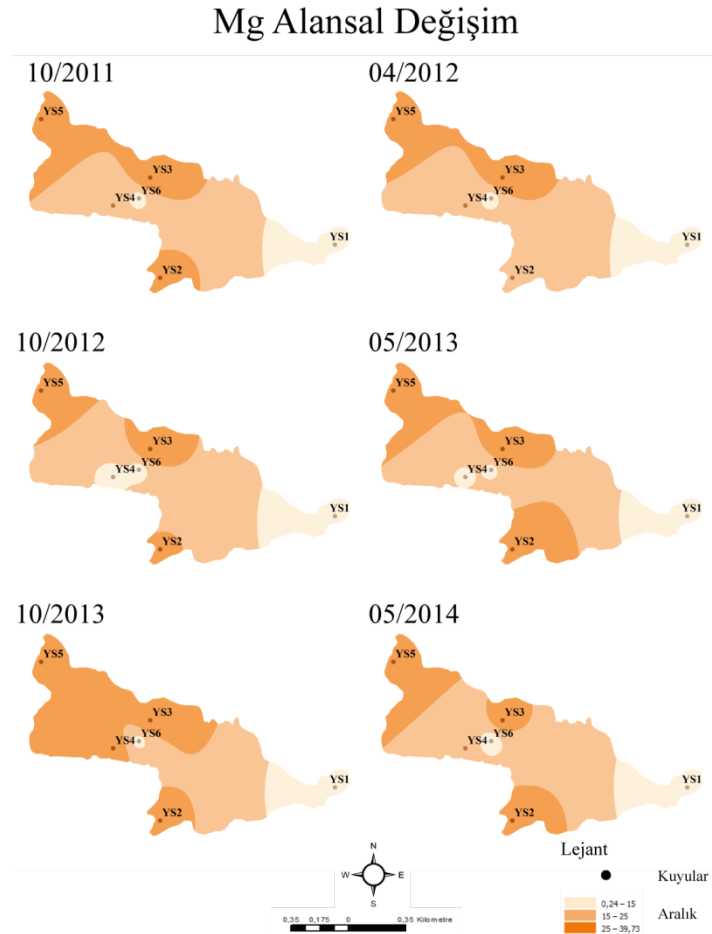 Mg Alansal Değişim
10/2011
04/2012
YS5
YS3
YS6
YS4
YS2
YS1
YS5
YS3
YS6
YS4
YS2
YS1
10/2012
05/2013
YS5
YS3
YS6
YS4
YS2
YS1
YS5
YS3
YS6
YS4
YS2
YS1
10/2013
05/2014
YS5
YS3
YS6
YS4
YS2
YS1
YS5
YS3
YS4
YS6
YS2
YS1
N
W E
S
0,35 0,175 0 0,35 Kilometre
Lejant
Kuyular
0,24 – 15
15 – 25
25 – 39,73
Aralık